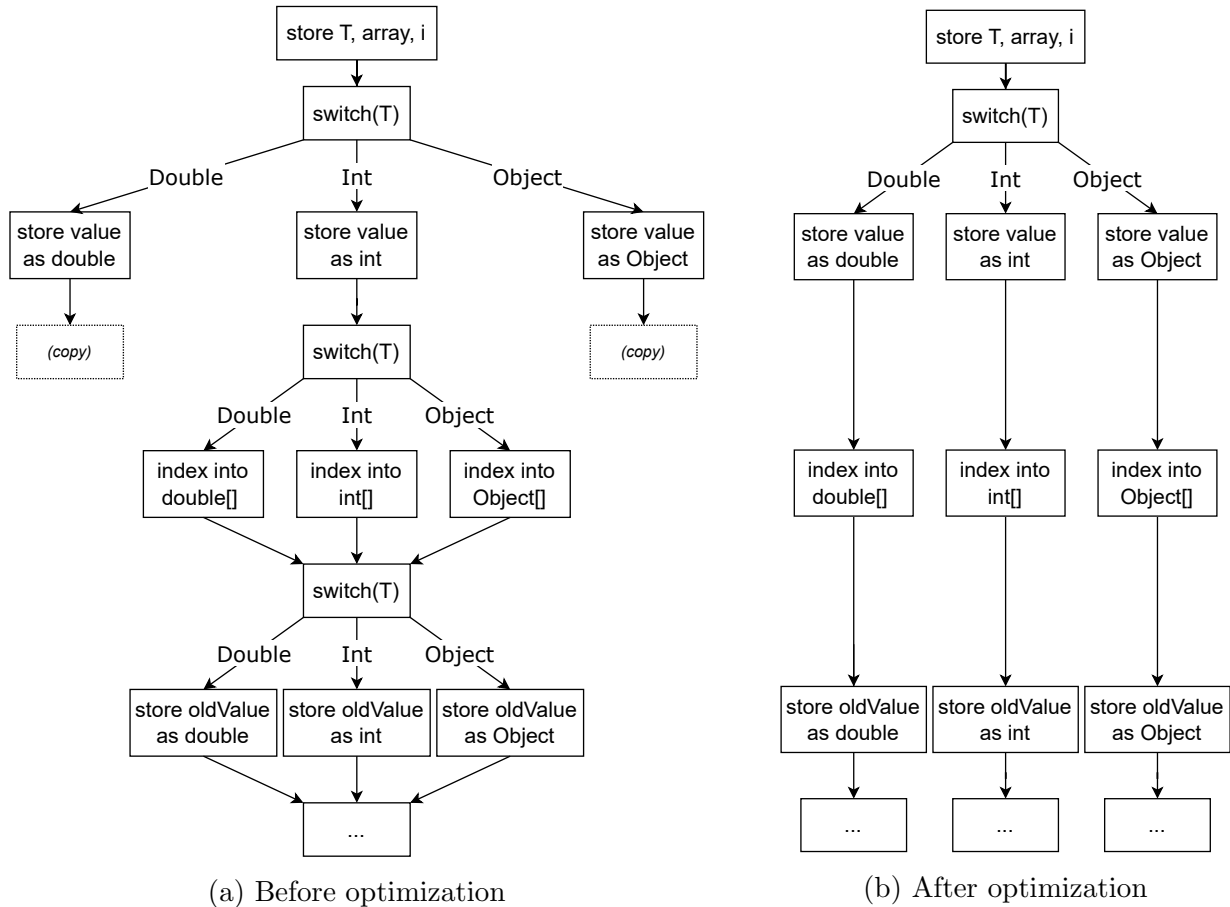 store T, array, i
switch(T)
Double
Int
Object
store value
as double
store value
as int
store value
as Object
(copy)
switch(T)
(copy)
Double
Int
Object
index into
double[]
index into
int[]
index into
Object[]
switch(T)
Double
Int
Object
store oldValue
as double
store oldValue
as int
store oldValue
as Object
...
(a) Before optimization
store T, array, i
switch(T)
Double
Int
Object
store value
as double
store value
as int
store value
as Object
index into
double[]
index into
int[]
index into
Object[]
store oldValue
as double
store oldValue
as int
store oldValue
as Object
...
...
...
(b) After optimization